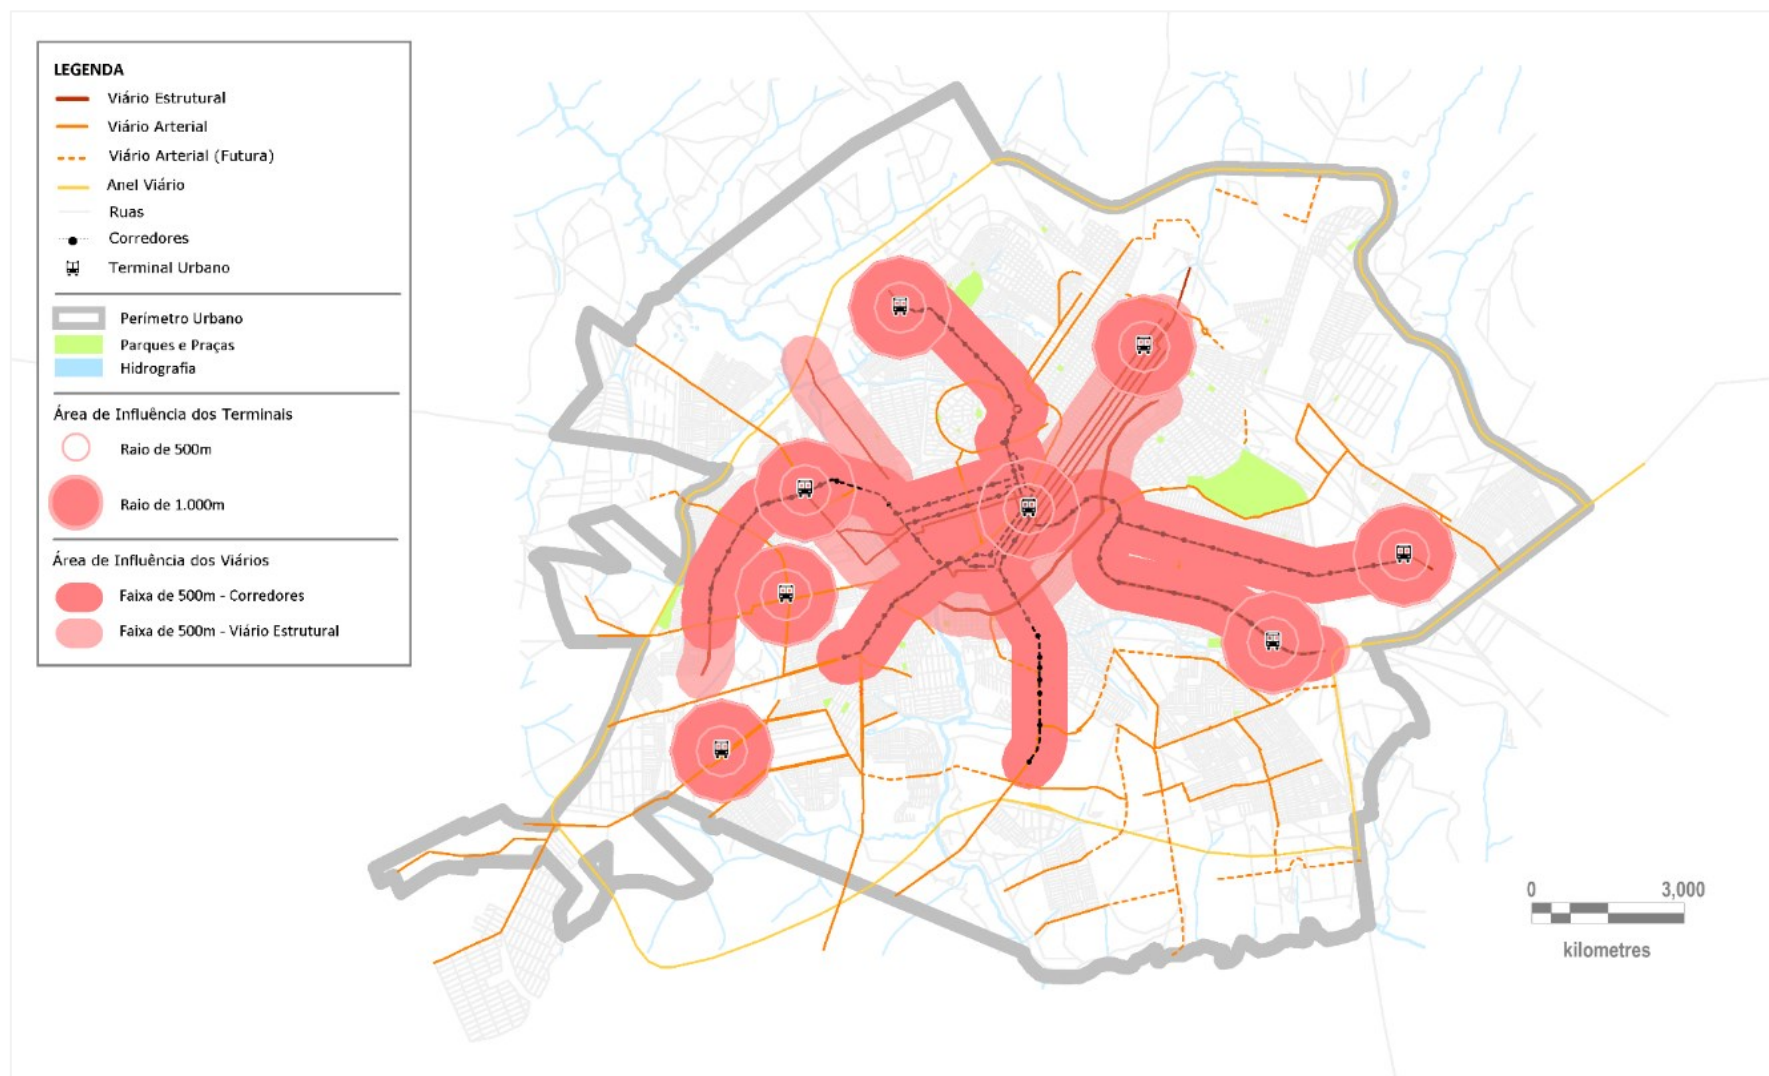 LEGENDA
Viário Estrutural
Viário Arterial
Viário Arterial (Futura)
Anel Viário
Ruas
Corredores
Terminal Urbano
Perímetro Urbano
Parques e Praças
Hidrografia
Área de Influência dos Terminais
Raio de 500m
Raio de 1.000m
Área de Influência dos Viários
Faixa de 500m - Corredores
Faixa de 500m - Viário Estrutural
0 3,000
kilometres